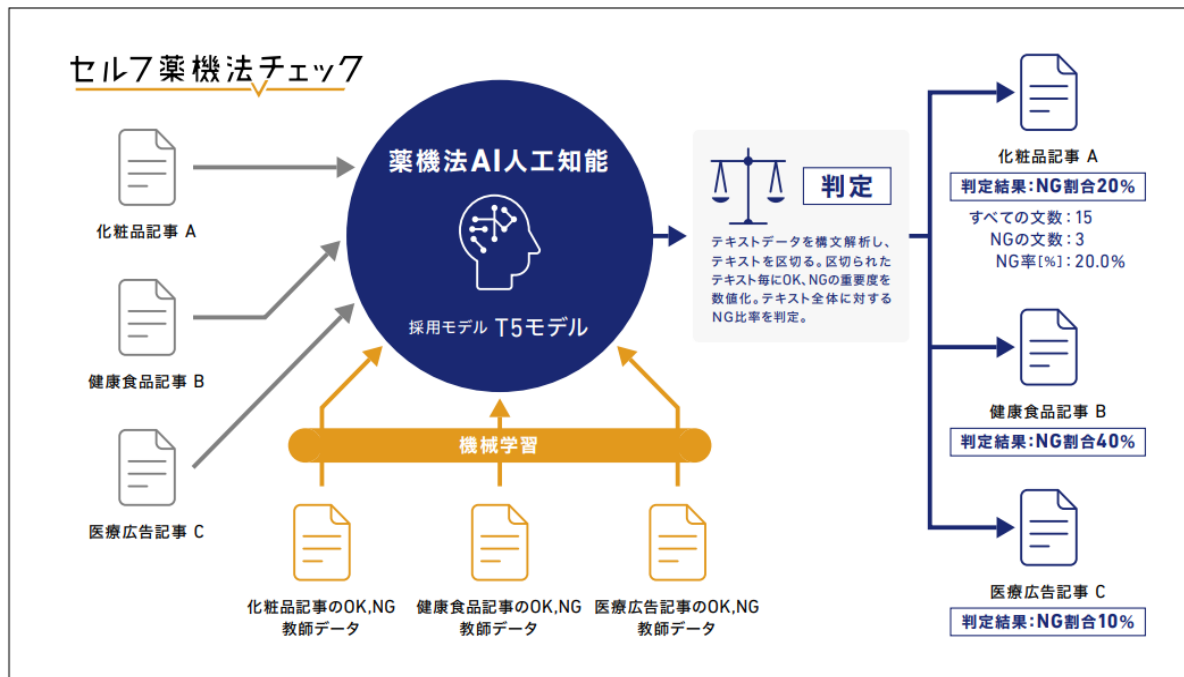 セルフ薬機法チェック
化粧品記事 A
健康食品記事 B
医療広告記事 C
薬機法AI人工知能
採用モデル T5モデル
機械学習
化粧品記事のOK,NG
教師データ
健康食品記事のOK,NG
教師データ
医療広告記事のOK,NG
教師データ
判定
テキストデータを構文解析し、
テキストを区切る。区切られた
テキスト毎にOK、NGの重要度を
数値化。テキスト全体に対する
NG比率を判定。
化粧品記事 A
判定結果:NG割合20%
すべての文数:15
NGの文数:3
NG率[%]:20.0%
健康食品記事 B
判定結果:NG割合40%
医療広告記事 C
判定結果:NG割合10%